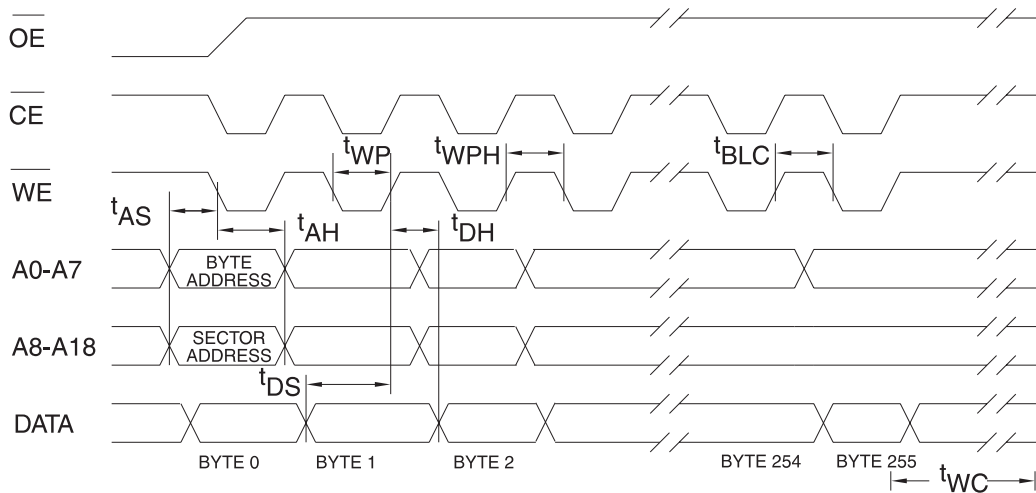 OE
CE
tWP
tWPH
tBLC
WE
tAS
tAH
tDH
A0-A7
BYTE
ADDRESS
A8-A18
SECTOR
ADDRESS
tDS
DATA
BYTE 0
BYTE 1
BYTE 2
BYTE 254
BYTE 255
tWC